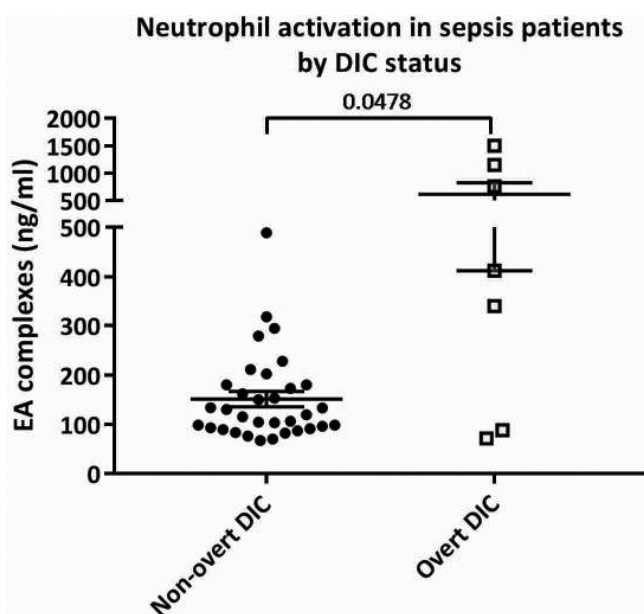 Neutrophil activation in sepsis patients
by DIC status
0.0478
2000
1500
1000
500
500
400
300
200
100
0
EA complexes (ng/ml)
Non-overt DIC
Overt DIC